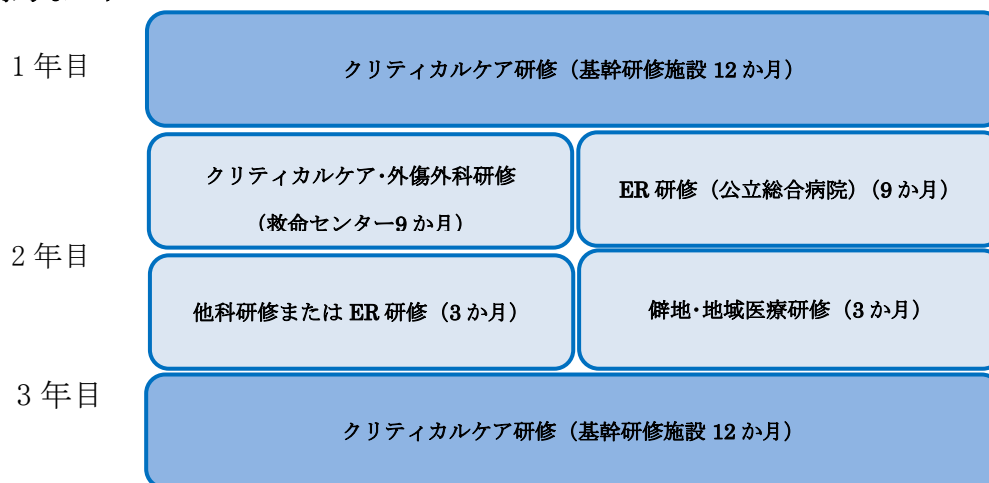 1 年目
クリティカルケア研修（基幹研修施設 12 か月）
クリティカルケア・外傷外科研修
（救命センター9 か月）
ER 研修（公立総合病院）（9 か月）
2 年目
他科研修または ER 研修（3 か月）
僻地・地域医療研修（3 か月）
3 年目
クリティカルケア研修（基幹研修施設 12 か月）